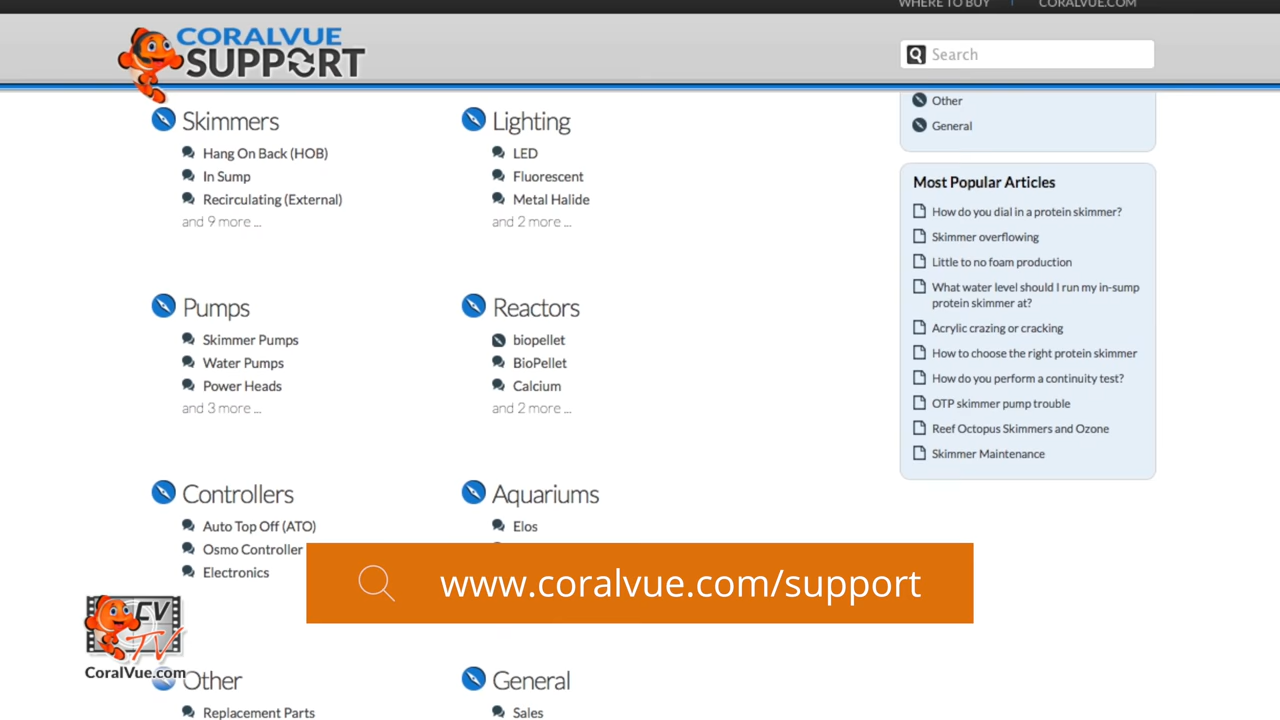 WHERE TO BUY
CORALVUE.COM
CORALVUE
SUPPORT
Search
Skimmers
Hang On Back (HOB)
In Sump
Recirculating (External)
and 9 more ...
Lighting
LED
Fluorescent
Metal Halide
and 2 more ...
Pumps
Skimmer Pumps
Water Pumps
Power Heads
and 3 more ...
Reactors
biopellet
BioPellet
Calcium
and 2 more ...
Controllers
Auto Top Off (ATO)
Osmo Controller
Electronics
Aquariums
Elos
Other
Replacement Parts
General
Sales
Other
General
Most Popular Articles
How do you dial in a protein skimmer?
Skimmer overflowing
Little to no foam production
What water level should I run my in-sump
protein skimmer at?
Acrylic crazing or cracking
How to choose the right protein skimmer
How do you perform a continuity test?
OTP skimmer pump trouble
Reef Octopus Skimmers and Ozone
Skimmer Maintenance
www.coralvue.com/support
CV
TV
CoralVue.com